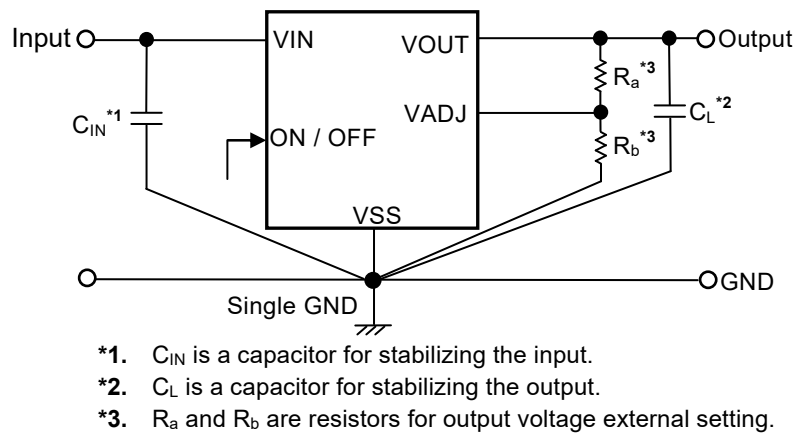 Input
VIN
VOUT
Output
Ra*3
CIN*1
VADJ
CL*2
ON / OFF
Rb*3
VSS
GND
Single GND
*1. CIN is a capacitor for stabilizing the input.
*2. CL is a capacitor for stabilizing the output.
*3. Ra and Rb are resistors for output voltage external setting.